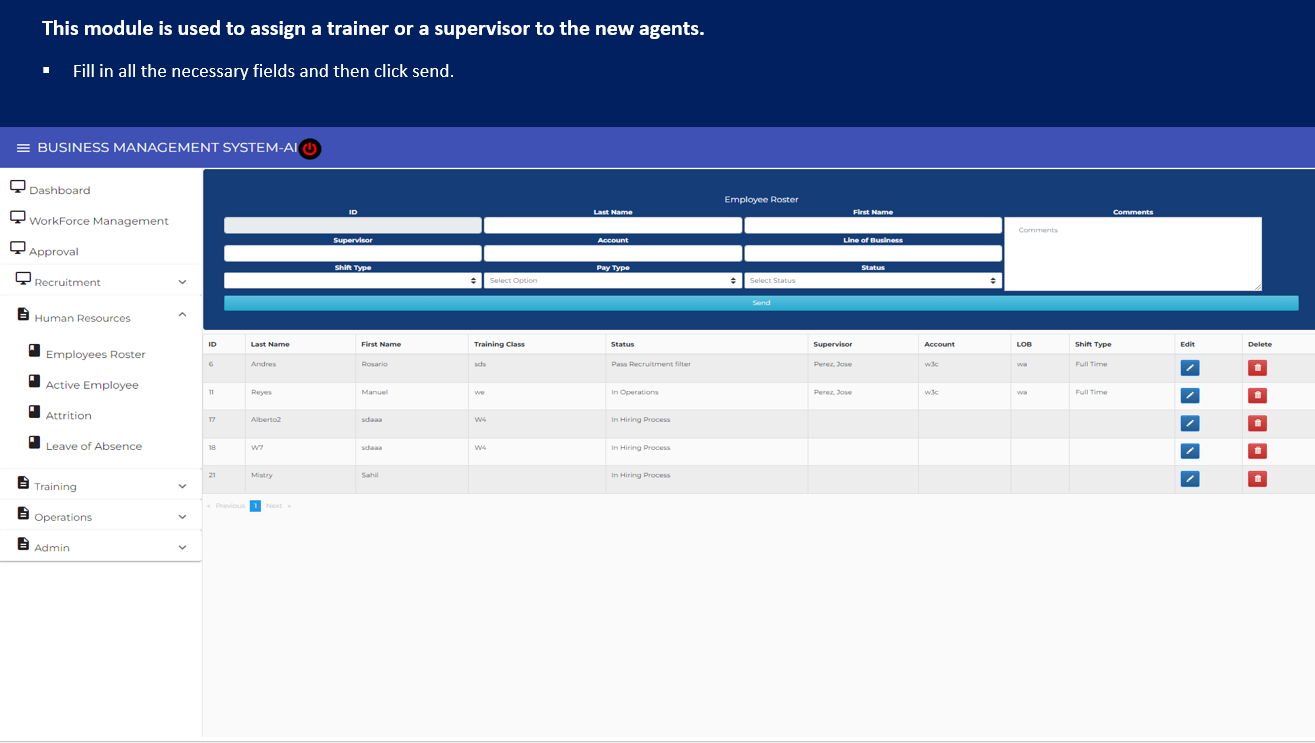 This module is used to assign a trainer or a supervisor to the new agents.
▪ Fill in all the necessary fields and then click send.
BUSINESS MANAGEMENT SYSTEM-AI
Dashboard
WorkForce Management
Approval
Recruitment
Human Resources
Employees Roster
Active Employee
Attrition
Leave of Absence
Training
Operations
Admin
Employee Roster
ID Last Name First Name Comments
Comments
Supervisor Account Line of Business
Shift Type Pay Type Status
Select Option Select Status
Send
ID Last Name First Name Training Class Status Supervisor Account LOB Shift Type Edit Delete
6 Andres Rosario sds Pass Recruitment filter Perez, Jose w3c wa Full Time
11 Reyes Manuel we In Operations Perez, Jose w3c wa Full Time
17 Alberto2 sdaaa W4 In Hiring Process
18 W7 sdaaa W4 In Hiring Process
21 Mistry Sahil In Hiring Process
« Previous 1 Next »